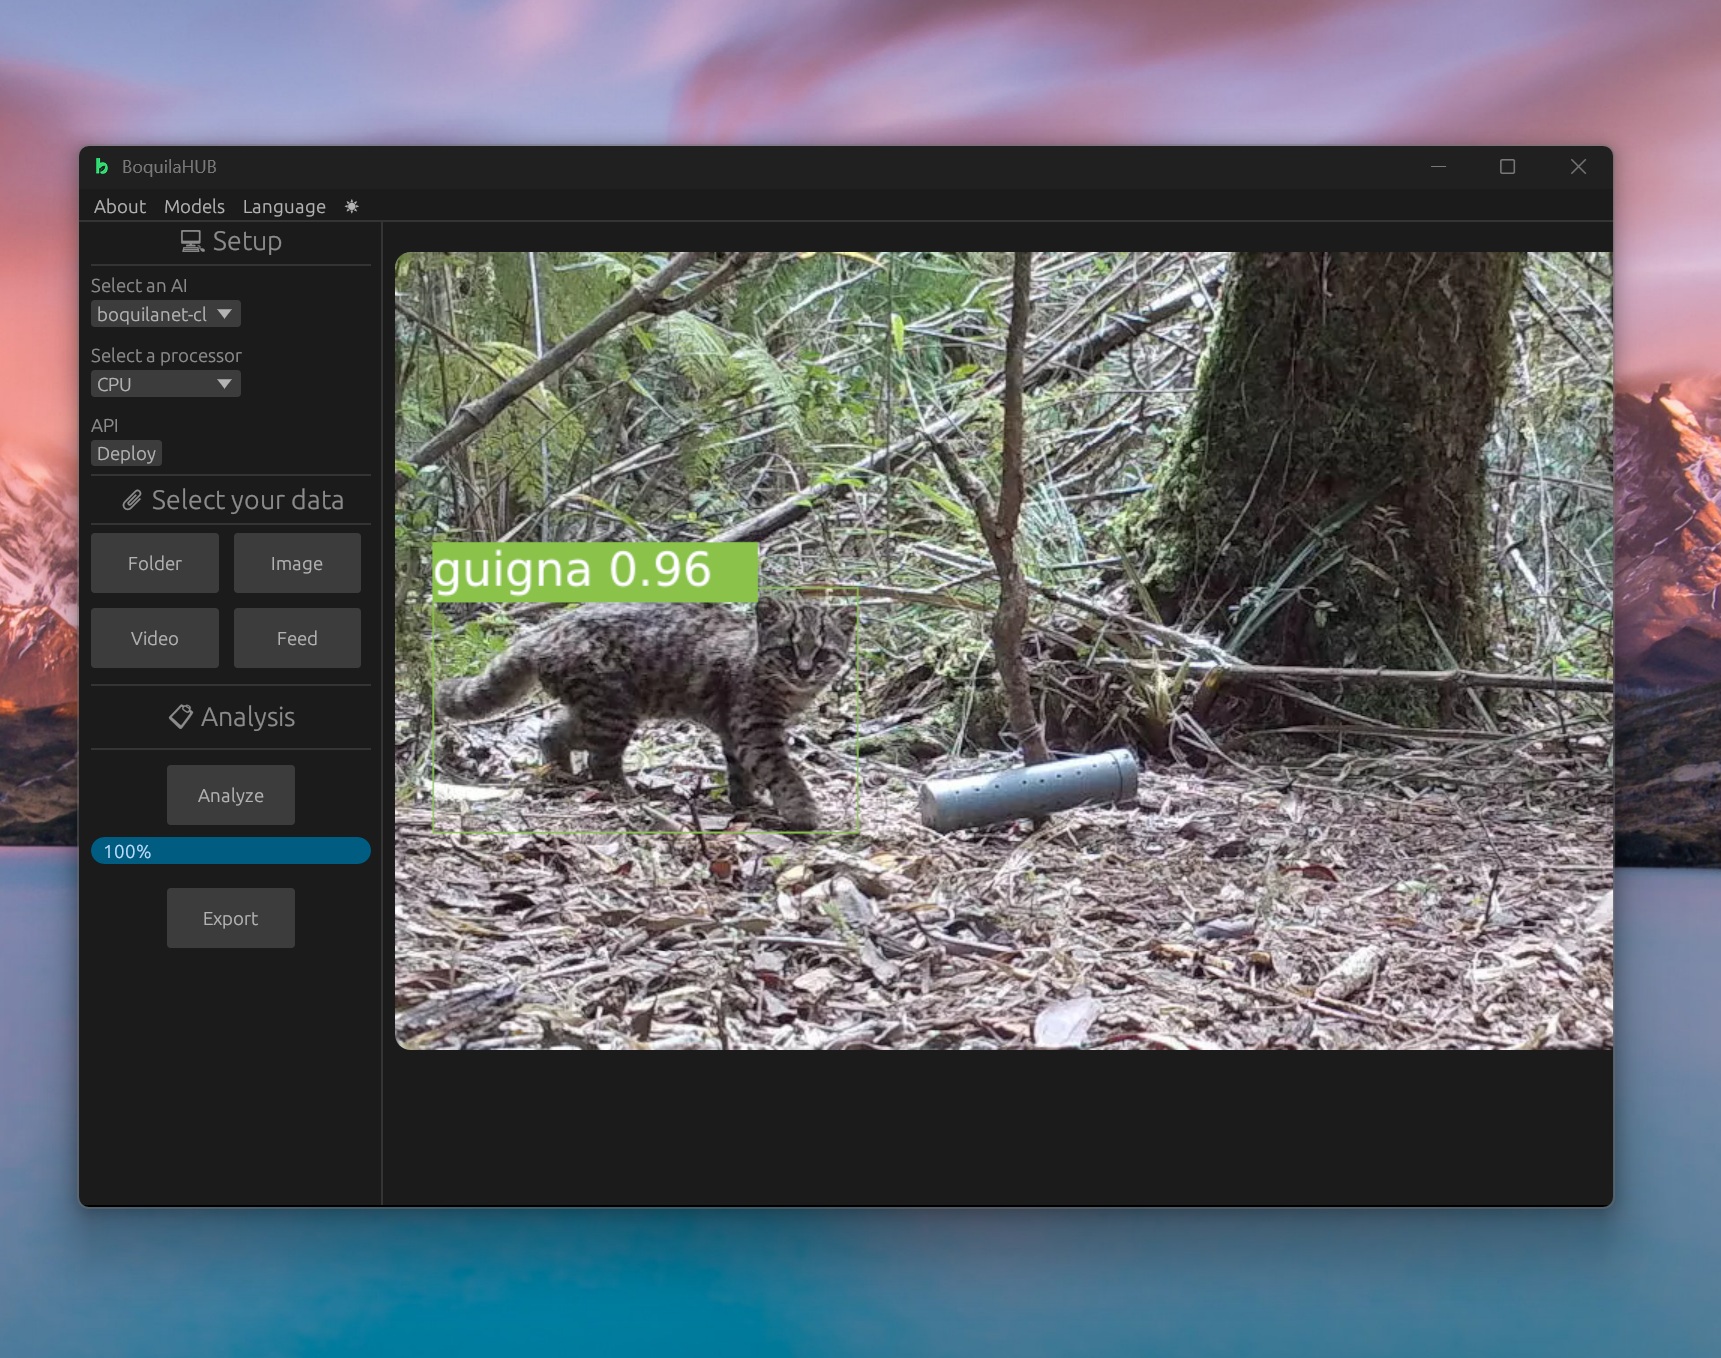 BoquilaHUB
About Models Language
Setup
Select an AI
boquilanet-cl
Select a processor
CPU
API
Deploy
Select your data
Folder Image
Video Feed
Analysis
Analyze
100%
Export
guigna 0.96